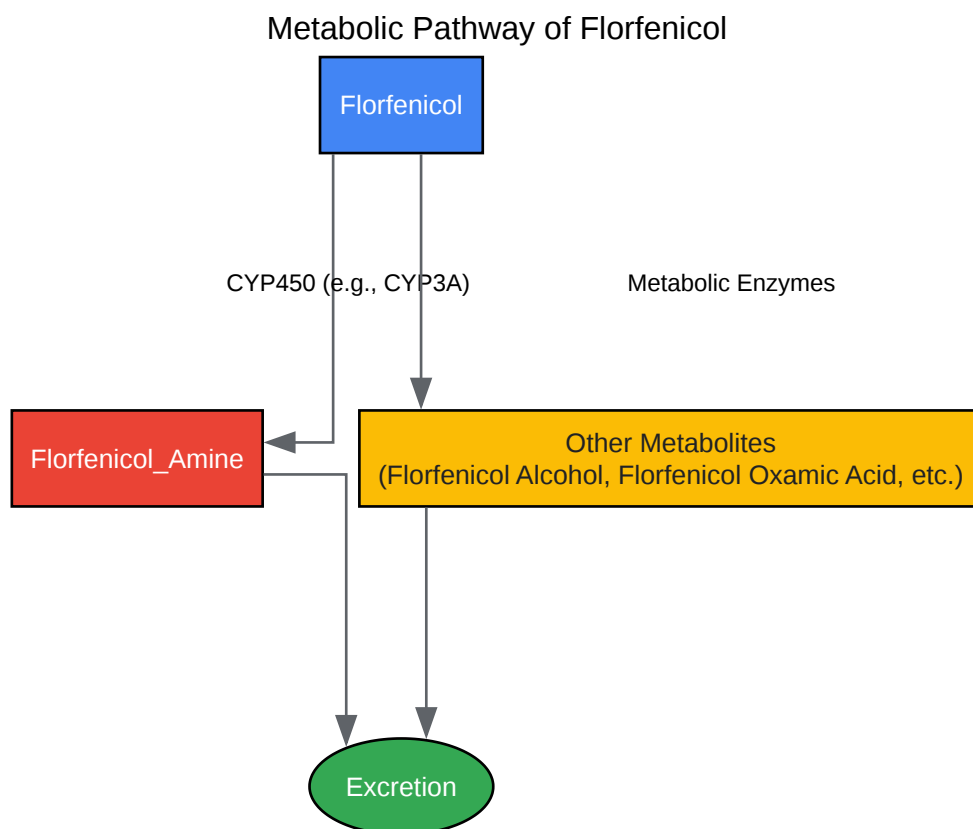 Metabolic Pathway of Florfenicol
Florfenicol
CYP450 (e.g., CYP3A)
Metabolic Enzymes
Florfenicol_Amine
Other Metabolites
(Florfenicol Alcohol, Florfenicol Oxamic Acid, etc.)
Excretion